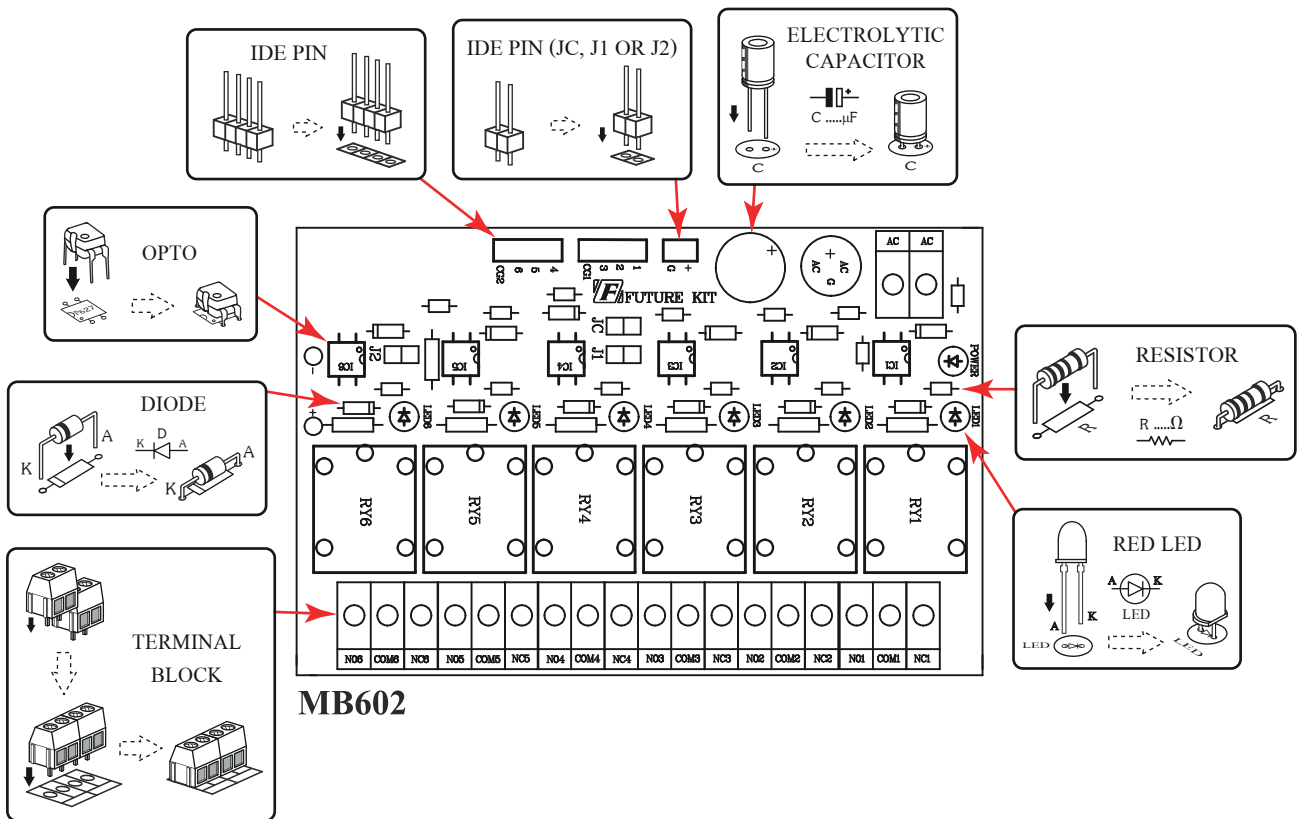 IDE PIN
IDE PIN (JC, J1 OR J2)
ELECTROLYTIC
CAPACITOR
+
C .....µF
+
C
+
C
OPTO
P627
DIODE
K
A
D
K
A
K
A
TERMINAL
BLOCK
RESISTOR
R
R .....Ω
R
RED LED
A
K
A
K
LED
LED
LED
CG2
6
5
4
CG1
3
2
1
G
+
+
+
AC
AC
G
AC
AC
F FUTURE KIT
JC
J1
J2
IC6
IC5
IC4
IC3
IC2
IC1
POWER
-
+
LED6
LED5
LED4
LED3
LED2
LED1
RY6
RY5
RY4
RY3
RY2
RY1
NO6
COM6
NC6
NO5
COM5
NC5
NO4
COM4
NC4
NO3
COM3
NC3
NO2
COM2
NC2
NO1
COM1
NC1
MB602